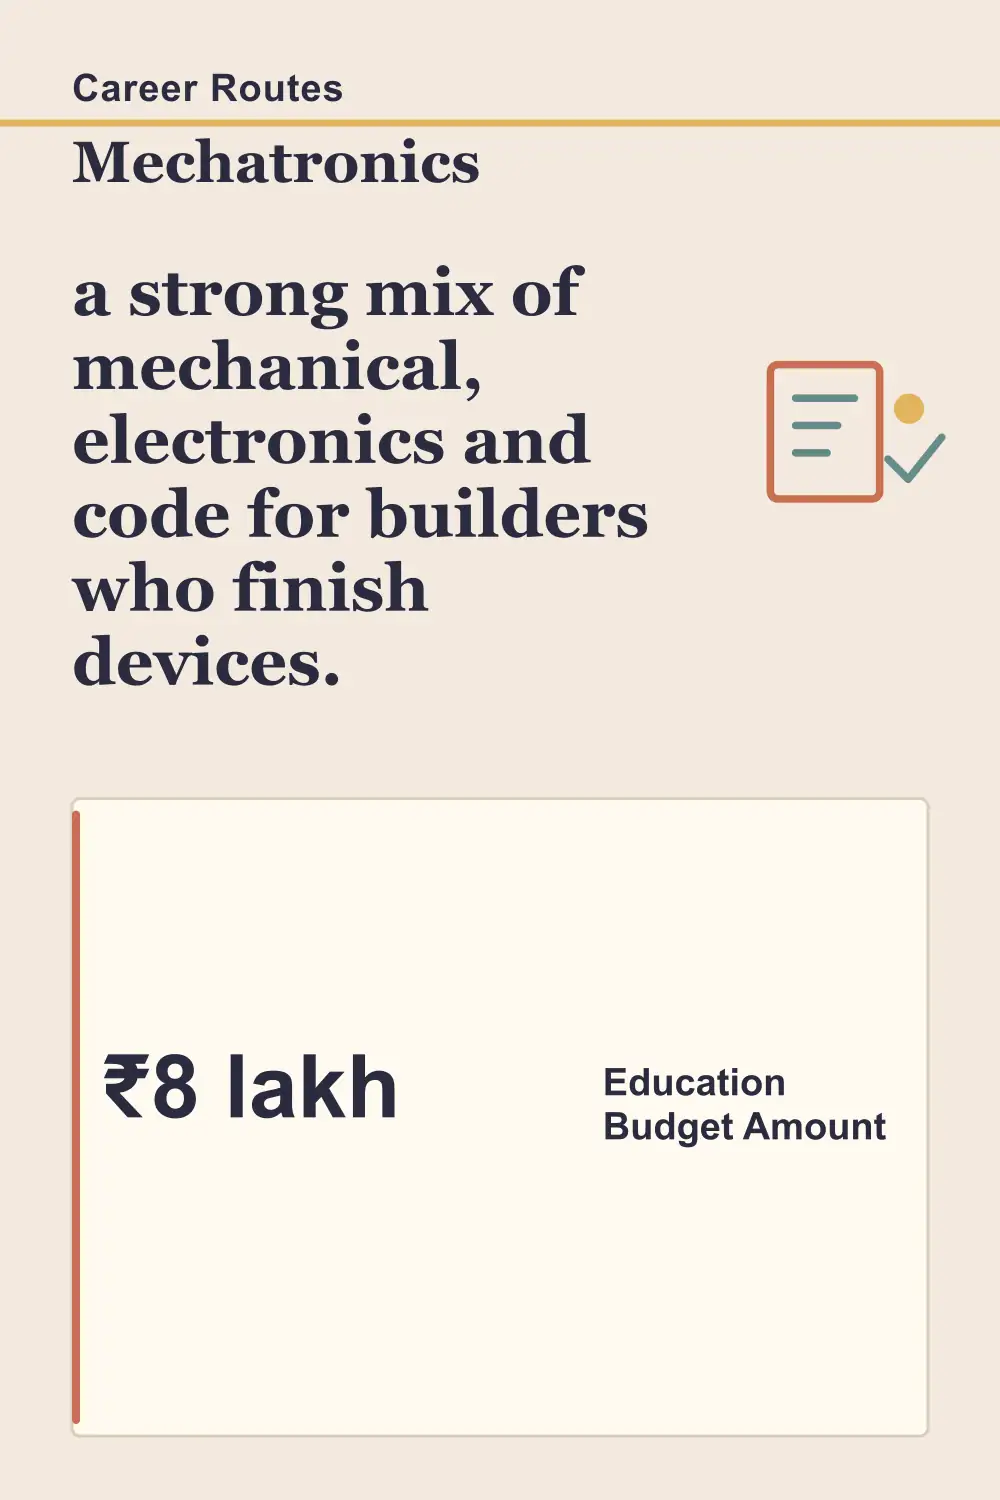 Career Routes
Mechatronics
a strong mix of
mechanical,
electronics and
code for builders
who finish
devices.
₹8 lakh
Education
Budget Amount